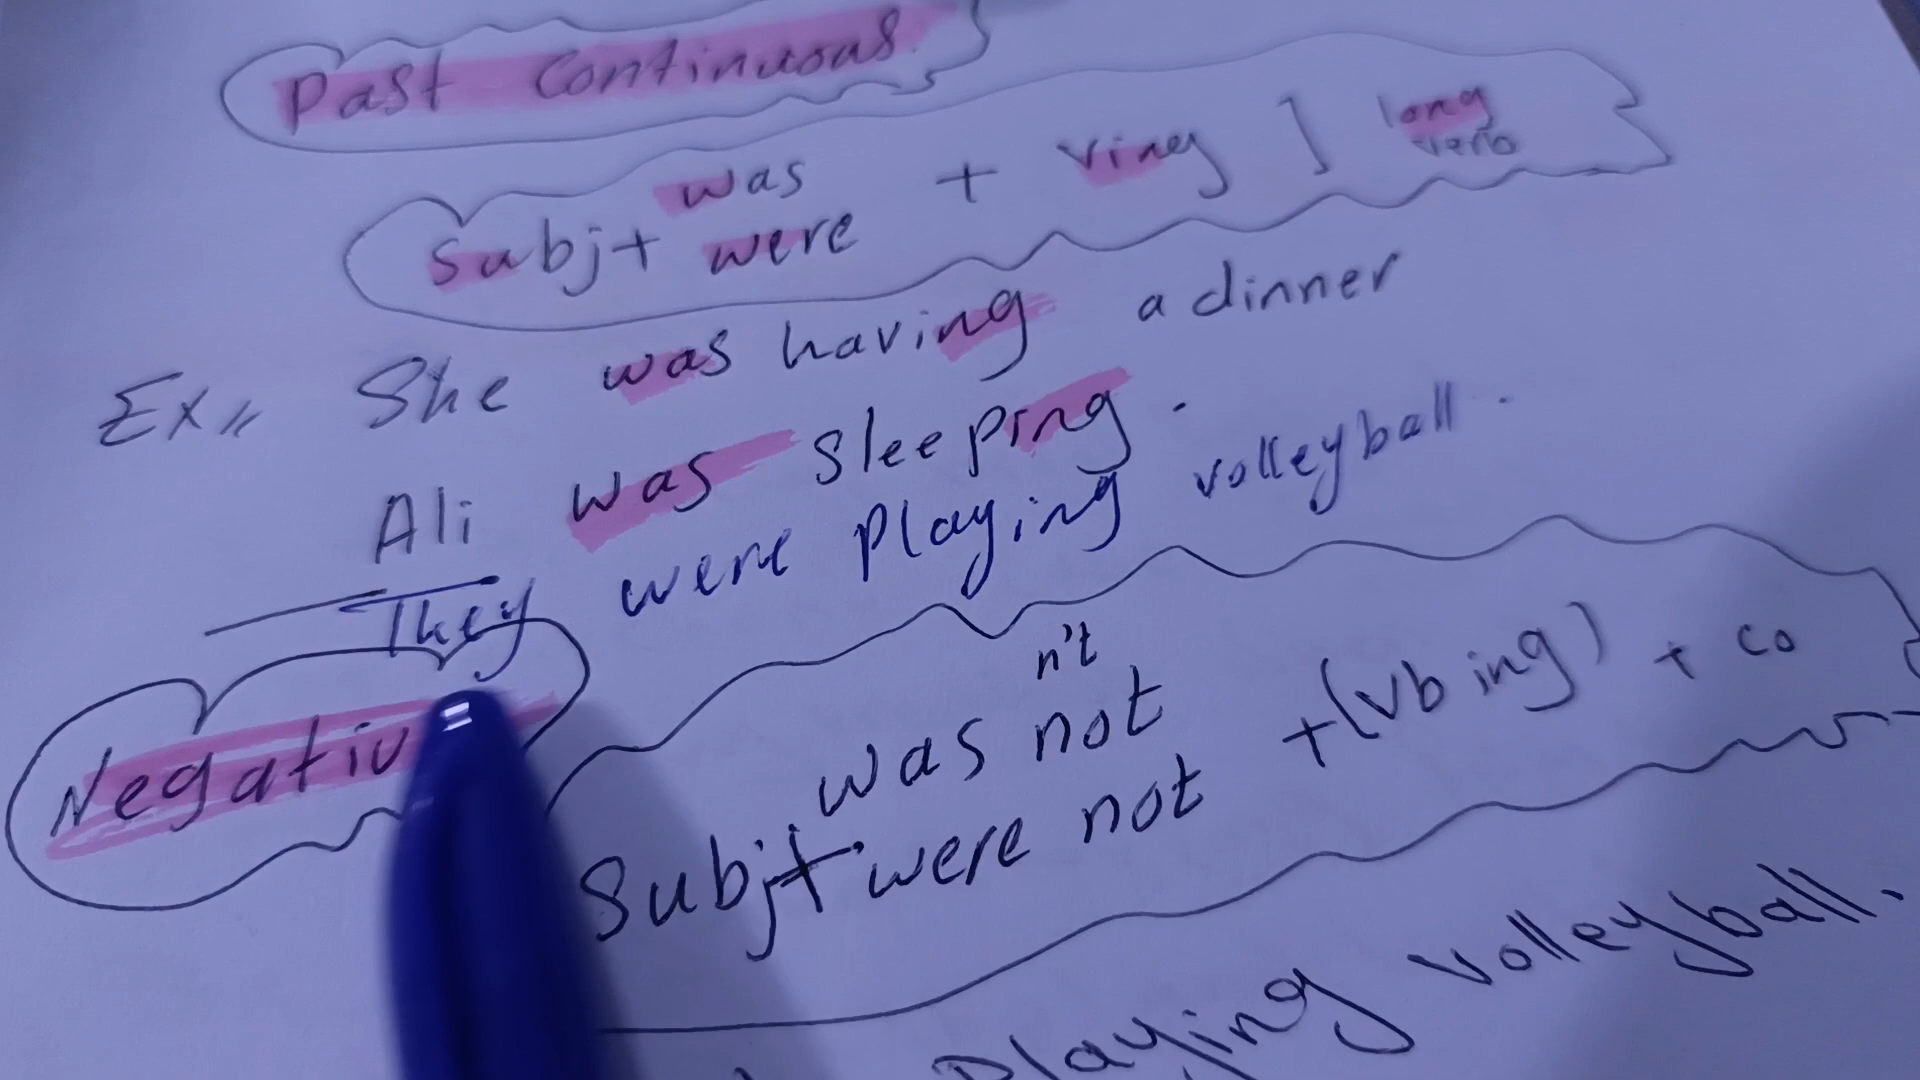 Past Continuous
was
subj+ were + ving ] long verb
Ex. She was having a dinner
Ali was sleeping.
They were playing volleyball.
Negativ
n't
was not
Subj+ were not +(vb ing) + Co
Playing volleyball.